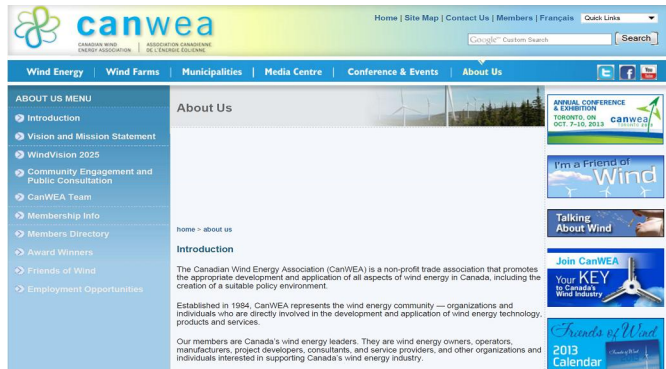 canwea
CANADIAN WIND
ENERGY ASSOCIATION
ASSOCIATION CANADIENNE
DE L'ÉNERGIE ÉOLIENNE
Home | Site Map | Contact Us | Members | Français
Quick Links
Google™ Custom Search
Search
Wind Energy | Wind Farms | Municipalities | Media Centre | Conference & Events | About Us
You
Tube
ABOUT US MENU
Introduction
Vision and Mission Statement
WindVision 2025
Community Engagement and
Public Consultation
CanWEA Team
Membership Info
Members Directory
Award Winners
Friends of Wind
Employment Opportunities
About Us
home > about us
Introduction
The Canadian Wind Energy Association (CanWEA) is a non-profit trade association that promotes
the appropriate development and application of all aspects of wind energy in Canada, including the
creation of a suitable policy environment.
Established in 1984, CanWEA represents the wind energy community — organizations and
individuals who are directly involved in the development and application of wind energy technology,
products and services.
Our members are Canada's wind energy leaders. They are wind energy owners, operators,
manufacturers, project developers, consultants, and service providers, and other organizations and
individuals interested in supporting Canada's wind energy industry.
ANNUAL CONFERENCE
& EXHIBITION
TORONTO, ON
OCT. 7-10, 2013
canwea
TORONTO 2013
I'm a Friend of
Wind
Talking
About Wind
Join CanWEA
Your KEY
to Canada's
Wind Industry
Friends of Wind
2013
Calendar